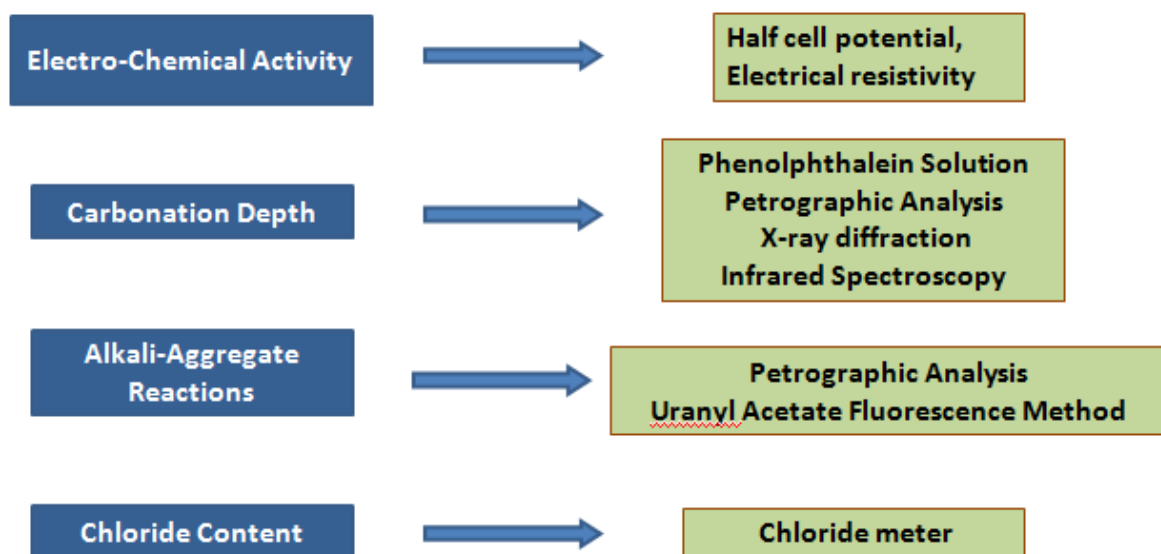 Electro-Chemical Activity
Half cell potential,
Electrical resistivity
Carbonation Depth
Phenolphthalein Solution
Petrographic Analysis
X-ray diffraction
Infrared Spectroscopy
Alkali-Aggregate
Reactions
Petrographic Analysis
Uranyl Acetate Fluorescence Method
Chloride Content
Chloride meter